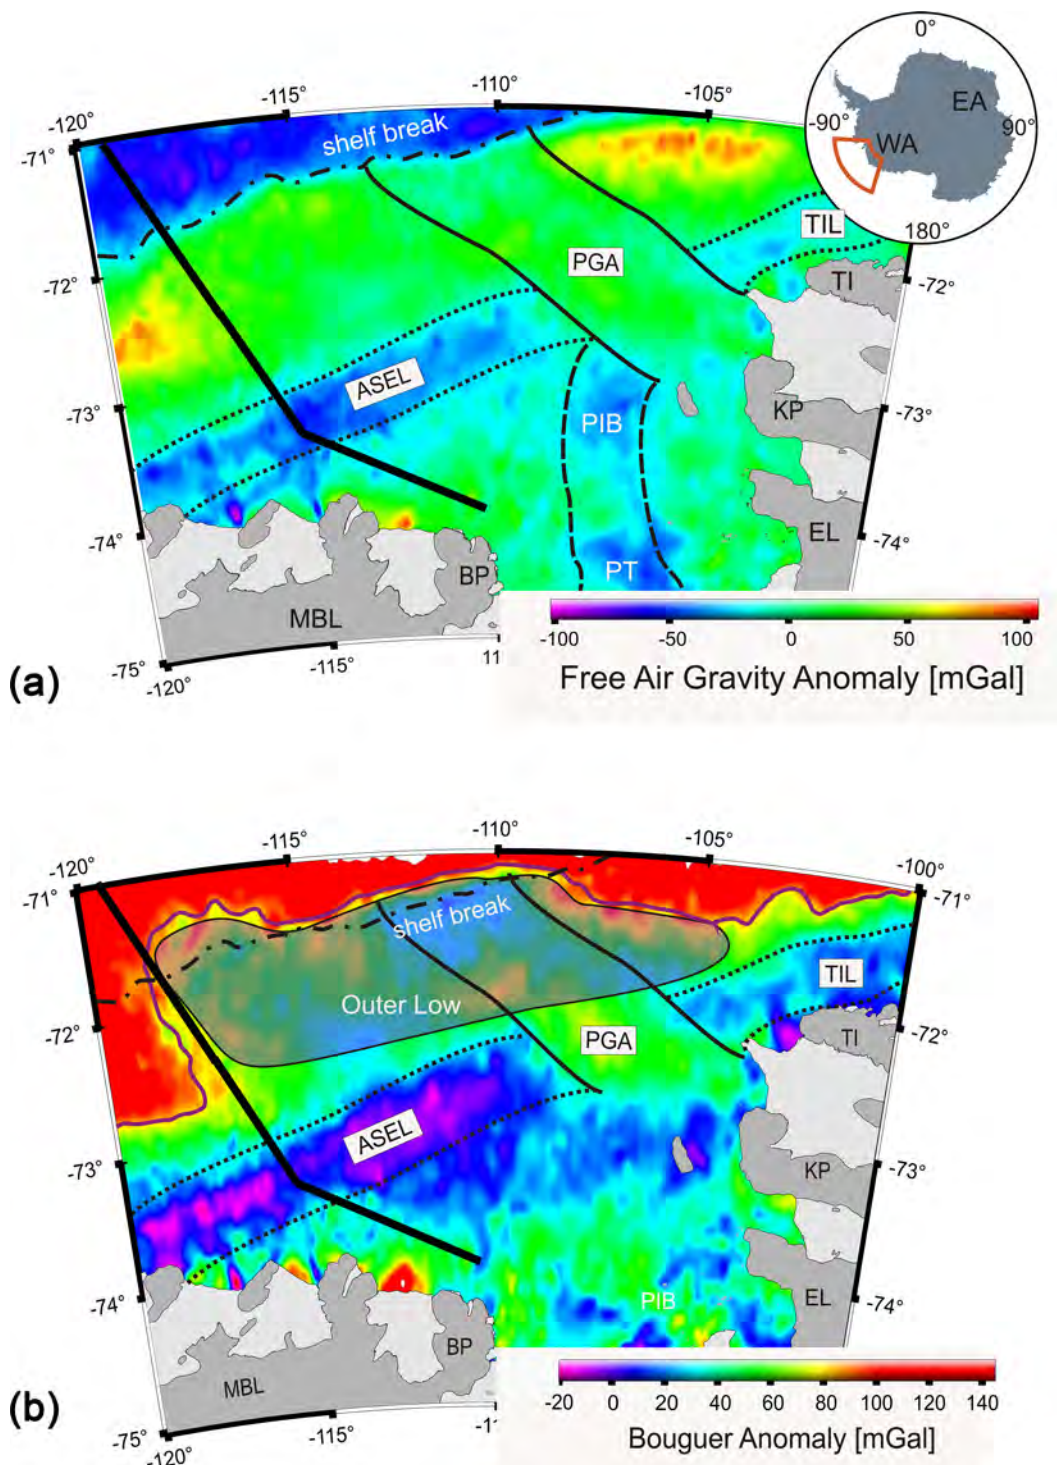 0°
EA
-90°
90°
WA
180°
-110°
-115°
-105°
-120°
-71°
shelf break
TIL
PGA
-72°
TI
-72°
ASEL
KP
PIB
-73°
-73°
EL
-74°
-74°
PT
BP
MBL
-75°
-120°
-115°
11
-100
-50
0
50
100
(a)
Free Air Gravity Anomaly [mGal]
-110°
-115°
-105°
-120°
-100°
-71°
-71°
shelf break
TIL
Outer Low
-72°
PGA
TI
-72°
ASEL
-73°
KP
-73°
PIB
EL
-74°
-74°
BP
MBL
-75°
-120°
-115°
-20
0
20
40
60
80
100
120
140
(b)
Bouguer Anomaly [mGal]